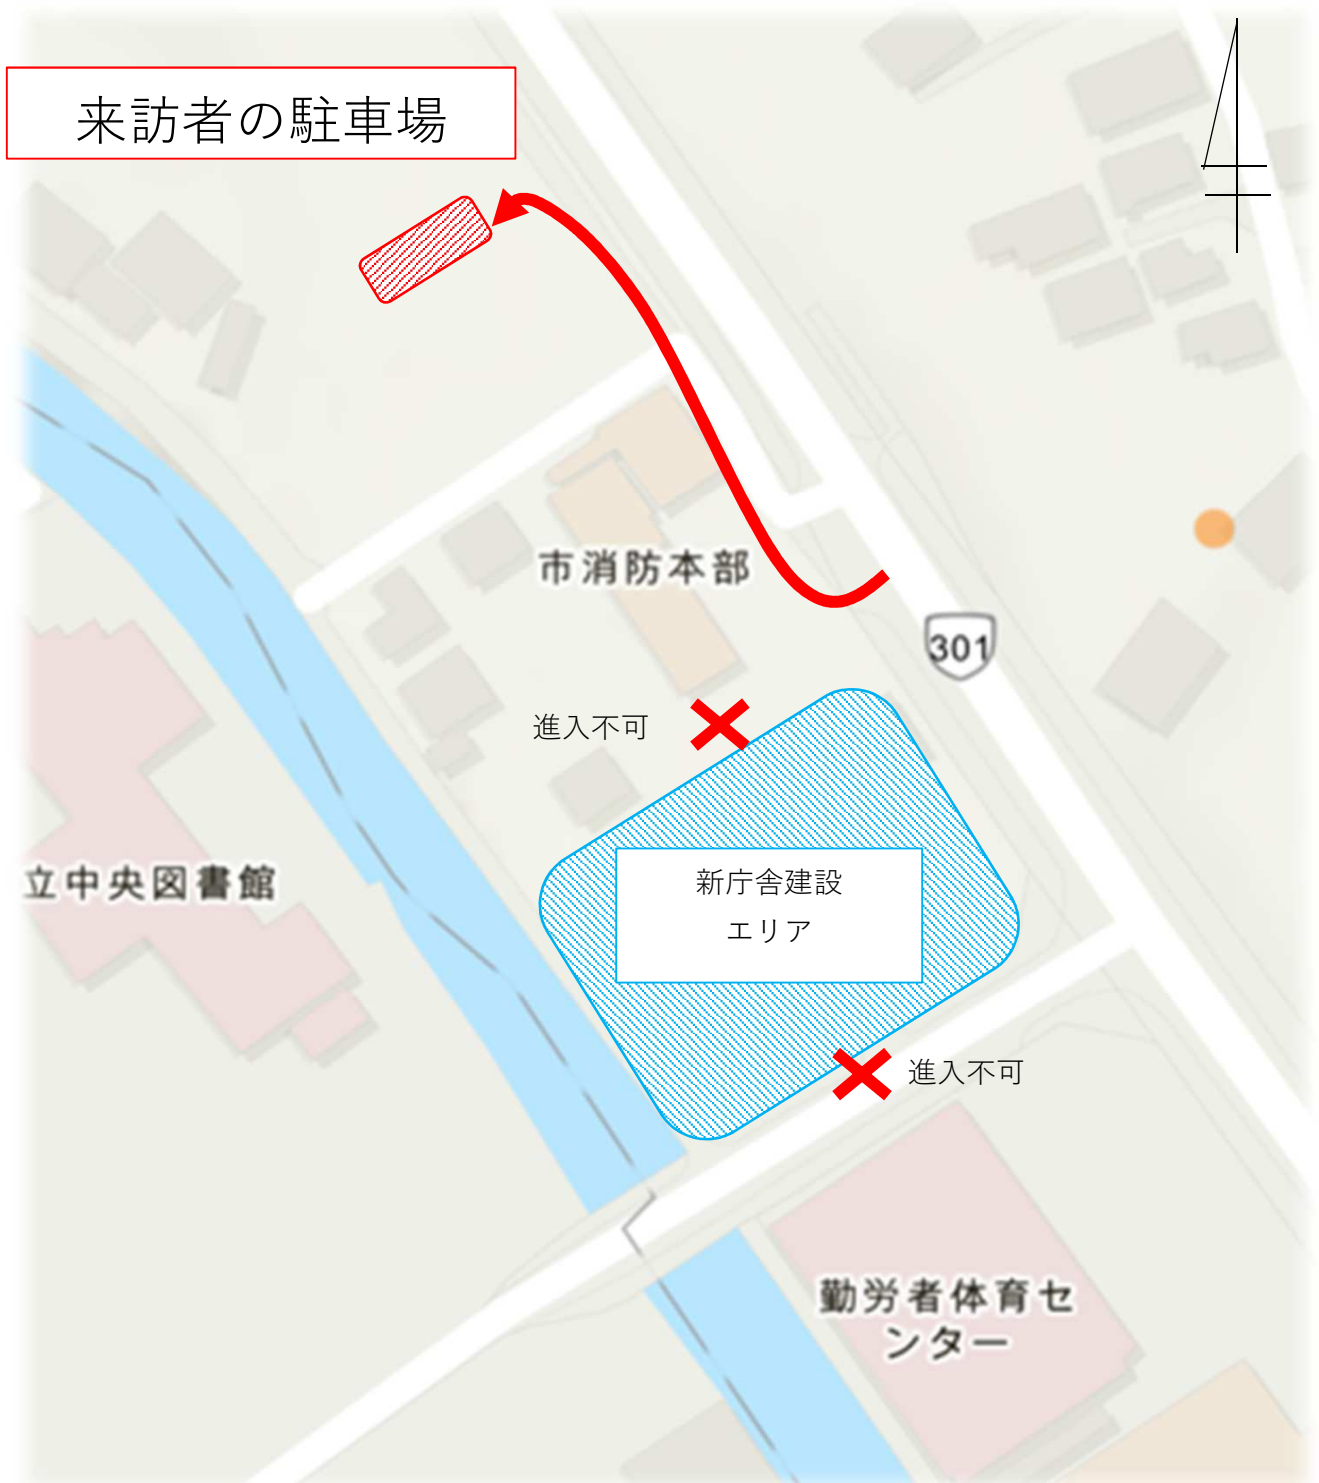 来訪者の駐車場
市消防本部
301
進入不可
立中央図書館
新庁舎建設
エリア
進入不可
勤労者体育セ
ンター